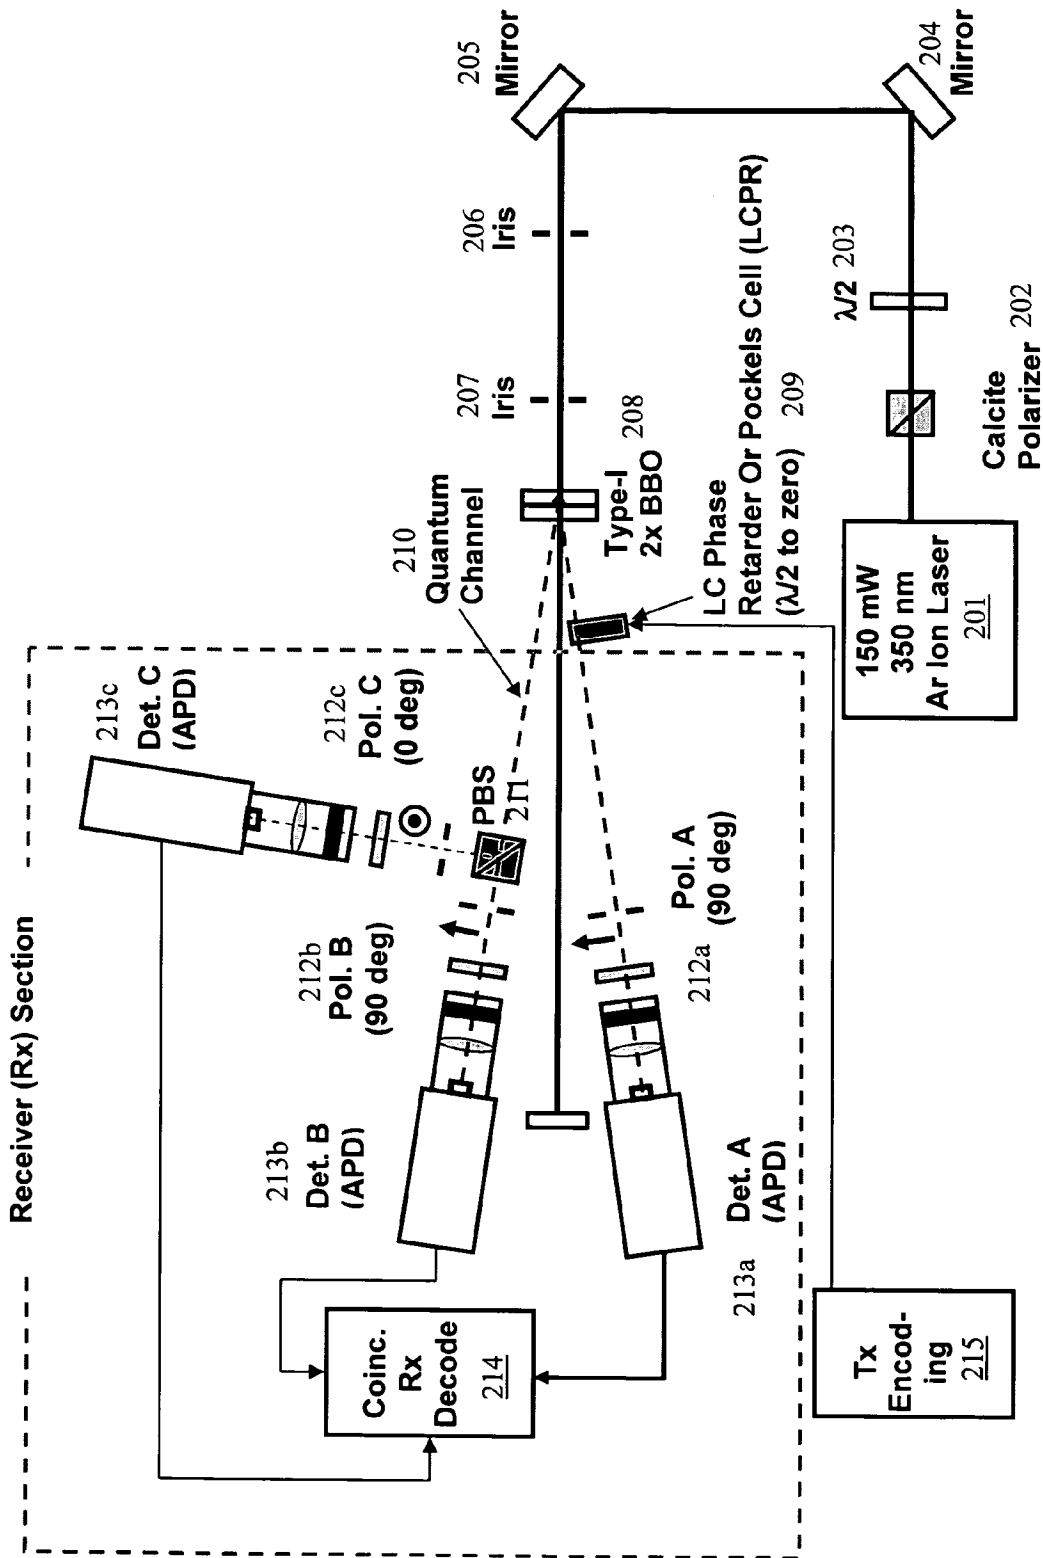 Receiver (Rx) Section
213c
Det. C
(APD)
212c
Pol. C
(0 deg)
PBS
211
212b
Pol. B
(90 deg)
213b
Det. B
(APD)
Coinc.
Rx
Decode
214
213a
Det. A
(APD)
212a
Pol. A
(90 deg)
210
Quantum
Channel
Type-I
2x BBO
208
207
Iris
206
Iris
205
Mirror
204
Mirror
LC Phase
Retarder Or Pockels Cell (LCPR)
(λ/2 to zero) 209
λ/2 203
Calcite
Polarizer 202
150 mW
350 nm
Ar Ion Laser
201
Tx
Encod-
ing
215